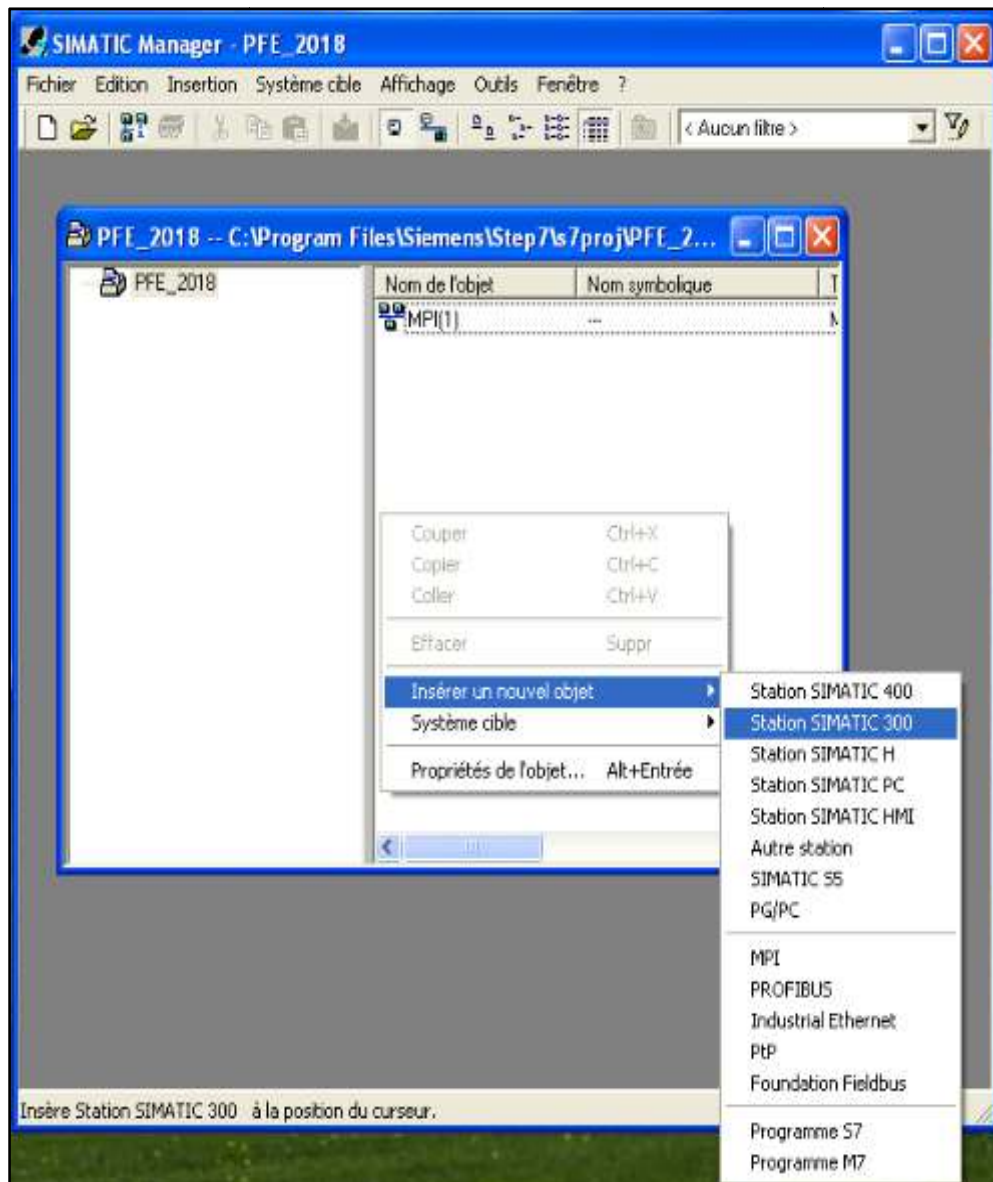 SIMATIC Manager - PFE_2018
Fichier Edition Insertion Système cible Affichage Outils Fenêtre ?
< Aucun filtre >
PFE_2018 -- C:\Program Files\Siemens\Step7\s7proj\PFE_2...
PFE_2018
Nom de l'objet Nom symbolique T
MPI(1) --- M
Couper Ctrl+X
Copier Ctrl+C
Coller Ctrl+V
Effacer Suppr
Insérer un nouvel objet
Système cible
Propriétés de l'objet... Alt+Entrée
Station SIMATIC 400
Station SIMATIC 300
Station SIMATIC H
Station SIMATIC PC
Station SIMATIC HMI
Autre station
SIMATIC S5
PG/PC
MPI
PROFIBUS
Industrial Ethernet
PtP
Foundation Fieldbus
Programme S7
Programme M7
Insère Station SIMATIC 300 à la position du curseur.